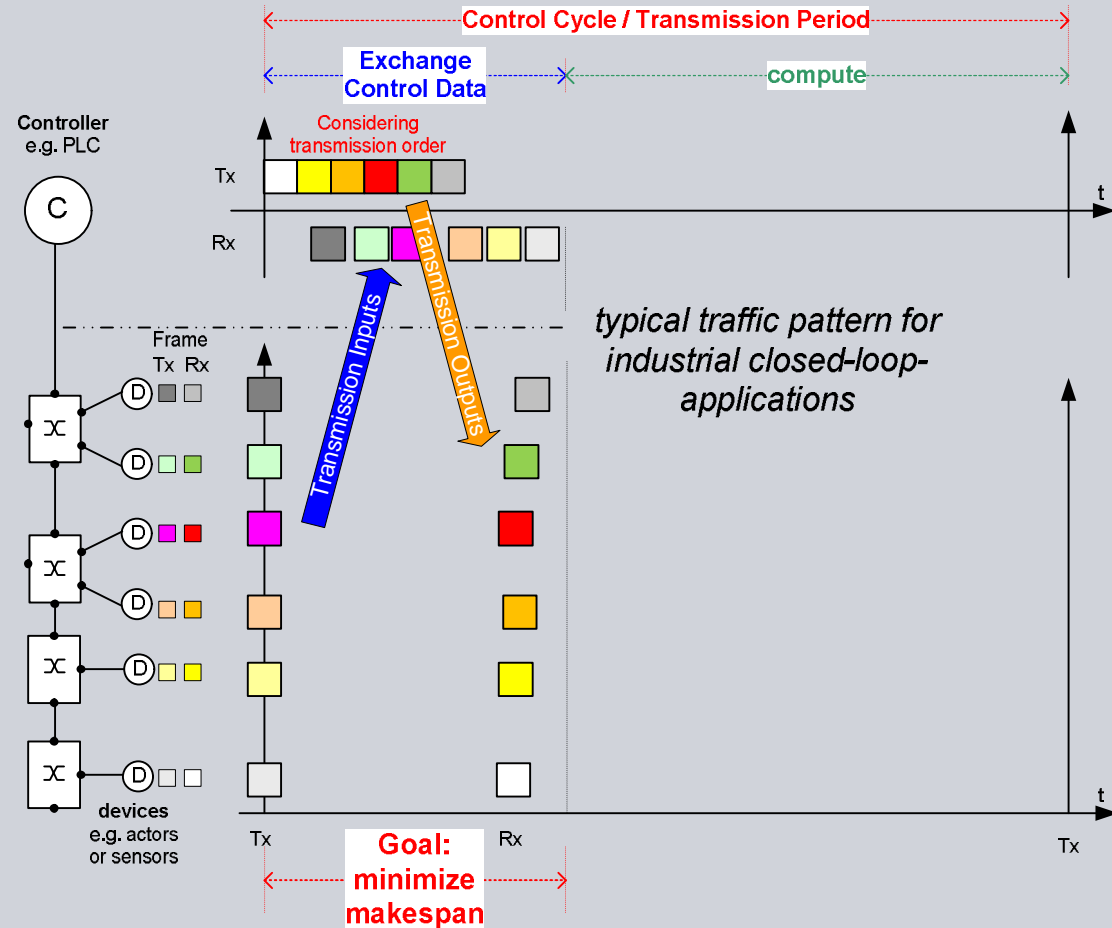 Control Cycle / Transmission Period
Exchange
Control Data
compute
Controller
e.g. PLC
Considering
transmission order
Tx
t
C
Rx
Transmission Inputs
Transmission Outputs
typical traffic pattern for
industrial closed-loop-
applications
Frame
Tx Rx
D
D
D
D
D
D
devices
e.g. actors
or sensors
t
Tx
Rx
Tx
Goal:
minimize
makespan